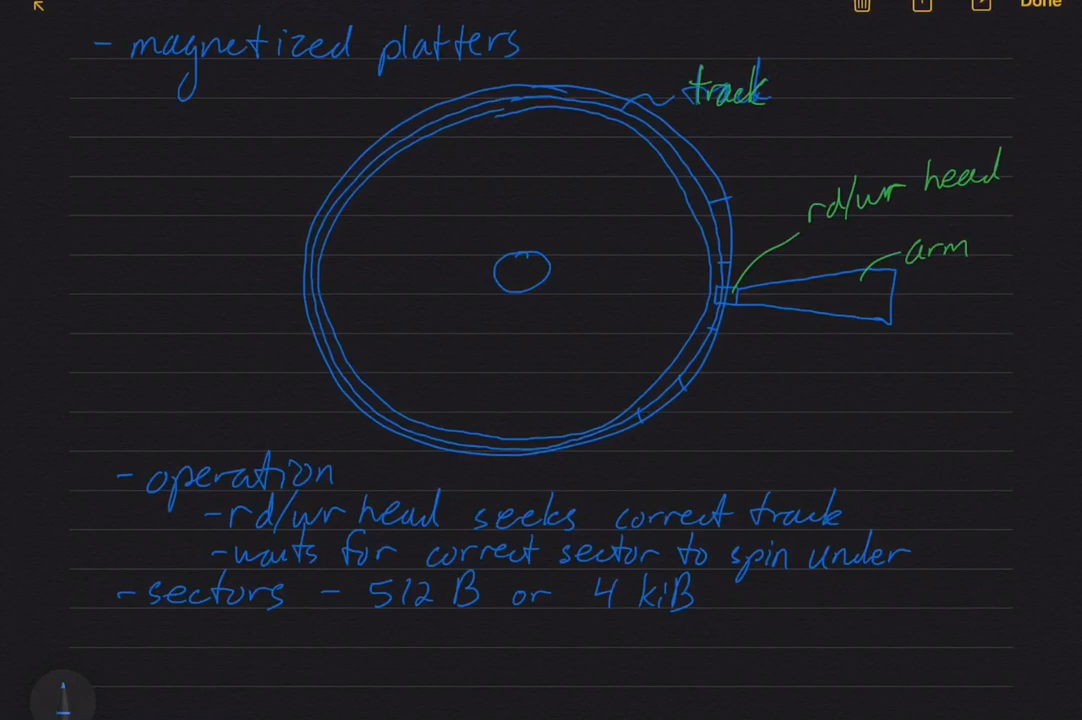 Done
- magnetized platters
track
rd/wr head
arm
- operation
- rd/wr head seeks correct track
- waits for correct sector to spin under
- sectors - 512 B or 4 kiB